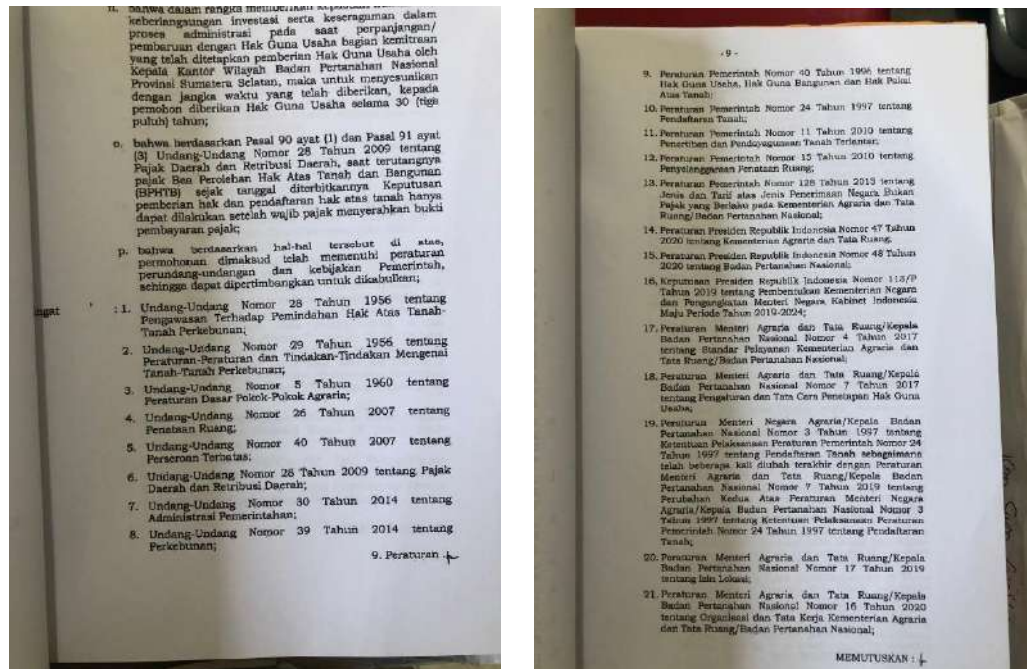 n. bahwa dalam rangka memberikan kepastian
keberlangsungan investasi serta keseragaman dalam
proses administrasi pada saat perpanjangan/
pembaruan dengan Hak Guna Usaha bagian kemitraan
yang telah ditetapkan pemberian Hak Guna Usaha oleh
Kepala Kantor Wilayah Badan Pertanahan Nasional
Provinsi Sumatera Selatan, maka untuk menyesuaikan
dengan jangka waktu yang telah diberikan, kepada
pemohon diberikan Hak Guna Usaha selama 30 (tiga
puluh) tahun;
o. bahwa berdasarkan Pasal 90 ayat (1) dan Pasal 91 ayat
(3) Undang-Undang Nomor 28 Tahun 2009 tentang
Pajak Daerah dan Retribusi Daerah, saat terutangnya
pajak Bea Perolehan Hak Atas Tanah dan Bangunan
(BPHTB) sejak tanggal diterbitkannya Keputusan
pemberian hak dan pendaftaran hak atas tanah hanya
dapat dilakukan setelah wajib pajak menyerahkan bukti
pembayaran pajak;
p. bahwa berdasarkan hal-hal tersebut di atas,
permohonan dimaksud telah memenuhi peraturan
perundang-undangan dan kebijakan Pemerintah,
sehingga dapat dipertimbangkan untuk dikabulkan;
ngat : 1. Undang-Undang Nomor 28 Tahun 1956 tentang
Pengawasan Terhadap Pemindahan Hak Atas Tanah-
Tanah Perkebunan;
2. Undang-Undang Nomor 29 Tahun 1956 tentang
Peraturan-Peraturan dan Tindakan-Tindakan Mengenai
Tanah-Tanah Perkebunan;
3. Undang-Undang Nomor 5 Tahun 1960 tentang
Peraturan Dasar Pokok-Pokok Agraria;
4. Undang-Undang Nomor 26 Tahun 2007 tentang
Penataan Ruang;
5. Undang-Undang Nomor 40 Tahun 2007 tentang
Perseroan Terbatas;
6. Undang-Undang Nomor 28 Tahun 2009 tentang Pajak
Daerah dan Retribusi Daerah;
7. Undang-Undang Nomor 30 Tahun 2014 tentang
Administrasi Pemerintahan;
8. Undang-Undang Nomor 39 Tahun 2014 tentang
Perkebunan;
9. Peraturan
- 9 -
9. Peraturan Pemerintah Nomor 40 Tahun 1996 tentang
Hak Guna Usaha, Hak Guna Bangunan dan Hak Pakai
Atas Tanah;
10. Peraturan Pemerintah Nomor 24 Tahun 1997 tentang
Pendaftaran Tanah;
11. Peraturan Pemerintah Nomor 11 Tahun 2010 tentang
Penertiban dan Pendayagunaan Tanah Terlantar;
12. Peraturan Pemerintah Nomor 15 Tahun 2010 tentang
Penyelenggaraan Penataan Ruang;
13. Peraturan Pemerintah Nomor 128 Tahun 2015 tentang
Jenis dan Tarif atas Jenis Penerimaan Negara Bukan
Pajak yang Berlaku pada Kementerian Agraria dan Tata
Ruang/Badan Pertanahan Nasional;
14. Peraturan Presiden Republik Indonesia Nomor 47 Tahun
2020 tentang Kementerian Agraria dan Tata Ruang;
15. Peraturan Presiden Republik Indonesia Nomor 48 Tahun
2020 tentang Badan Pertanahan Nasional;
16. Keputusan Presiden Republik Indonesia Nomor 113/P
Tahun 2019 tentang Pembentukan Kementerian Negara
dan Pengangkatan Menteri Negara Kabinet Indonesia
Maju Periode Tahun 2019-2024;
17. Peraturan Menteri Agraria dan Tata Ruang/Kepala
Badan Pertanahan Nasional Nomor 4 Tahun 2017
tentang Standar Pelayanan Kementerian Agraria dan
Tata Ruang/Badan Pertanahan Nasional;
18. Peraturan Menteri Agraria dan Tata Ruang/Kepala
Badan Pertanahan Nasional Nomor 7 Tahun 2017
tentang Pengaturan dan Tata Cara Penetapan Hak Guna
Usaha;
19. Peraturan Menteri Negara Agraria/Kepala Badan
Pertanahan Nasional Nomor 3 Tahun 1997 tentang
Ketentuan Pelaksanaan Peraturan Pemerintah Nomor 24
Tahun 1997 tentang Pendaftaran Tanah sebagaimana
telah beberapa kali diubah terakhir dengan Peraturan
Menteri Agraria dan Tata Ruang/Kepala Badan
Pertanahan Nasional Nomor 7 Tahun 2019 tentang
Perubahan Kedua Atas Peraturan Menteri Negara
Agraria/Kepala Badan Pertanahan Nasional Nomor 3
Tahun 1997 tentang Ketentuan Pelaksanaan Peraturan
Pemerintah Nomor 24 Tahun 1997 tentang Pendaftaran
Tanah;
20. Peraturan Menteri Agraria dan Tata Ruang/Kepala
Badan Pertanahan Nasional Nomor 17 Tahun 2019
tentang Izin Lokasi;
21. Peraturan Menteri Agraria dan Tata Ruang/Kepala
Badan Pertanahan Nasional Nomor 16 Tahun 2020
tentang Organisasi dan Tata Kerja Kementerian Agraria
dan Tata Ruang/Badan Pertanahan Nasional;
MEMUTUSKAN :